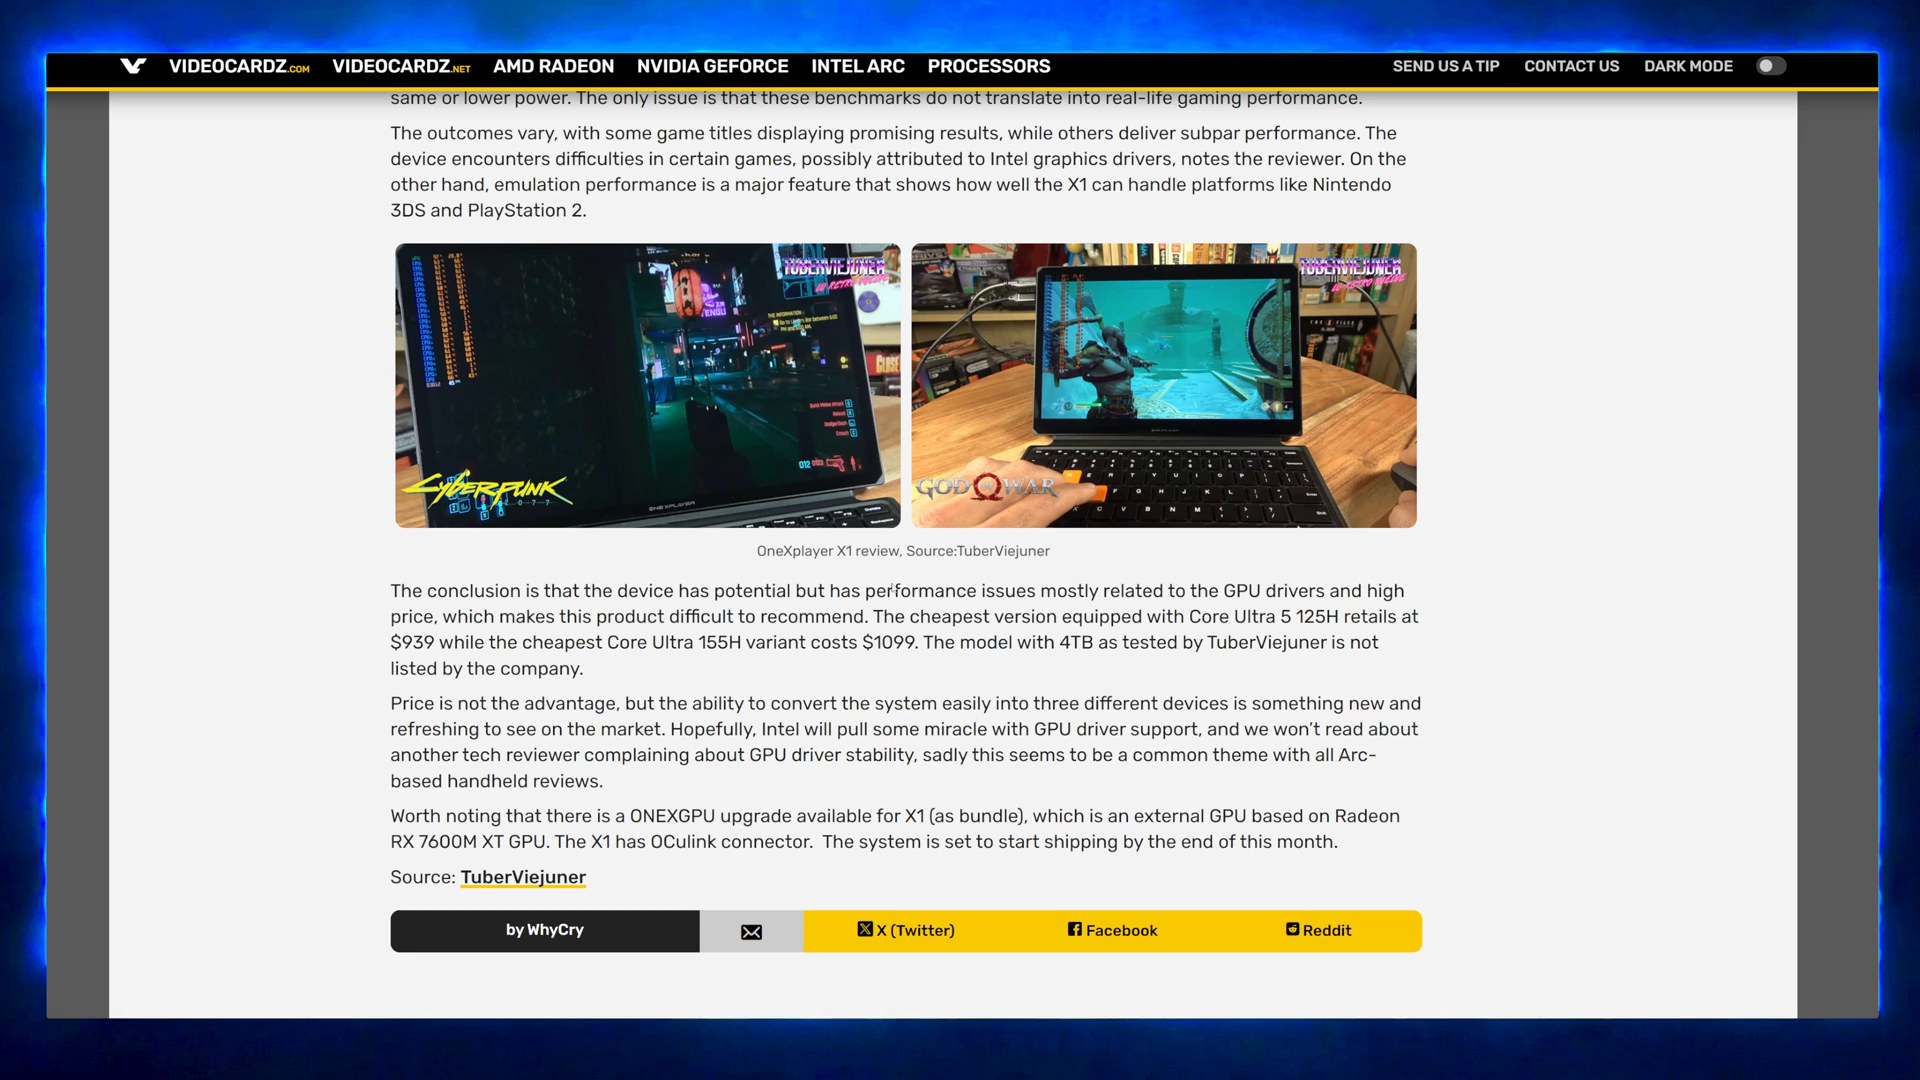 VIDEOCARDZ.COM VIDEOCARDZ.NET AMD RADEON NVIDIA GEFORCE INTEL ARC PROCESSORS SEND US A TIP CONTACT US DARK MODE
same or lower power. The only issue is that these benchmarks do not translate into real-life gaming performance.
The outcomes vary, with some game titles displaying promising results, while others deliver subpar performance. The
device encounters difficulties in certain games, possibly attributed to Intel graphics drivers, notes the reviewer. On the
other hand, emulation performance is a major feature that shows how well the X1 can handle platforms like Nintendo
3DS and PlayStation 2.
TUBERVIEJUNER
TUBERVIEJUNER
THE INFORMATION
TENGU
CLOSE
Quick Melee Attack
Reload
Crouch
CYBERPUNK
2077
ONEXPLAYER
GOD OF WAR
OneXplayer X1 review, Source:TuberViejuner
The conclusion is that the device has potential but has performance issues mostly related to the GPU drivers and high
price, which makes this product difficult to recommend. The cheapest version equipped with Core Ultra 5 125H retails at
$939 while the cheapest Core Ultra 155H variant costs $1099. The model with 4TB as tested by TuberViejuner is not
listed by the company.
Price is not the advantage, but the ability to convert the system easily into three different devices is something new and
refreshing to see on the market. Hopefully, Intel will pull some miracle with GPU driver support, and we won't read about
another tech reviewer complaining about GPU driver stability, sadly this seems to be a common theme with all Arc-
based handheld reviews.
Worth noting that there is a ONEXGPU upgrade available for X1 (as bundle), which is an external GPU based on Radeon
RX 7600M XT GPU. The X1 has OCulink connector. The system is set to start shipping by the end of this month.
Source: TuberViejuner
by WhyCry X (Twitter) Facebook Reddit